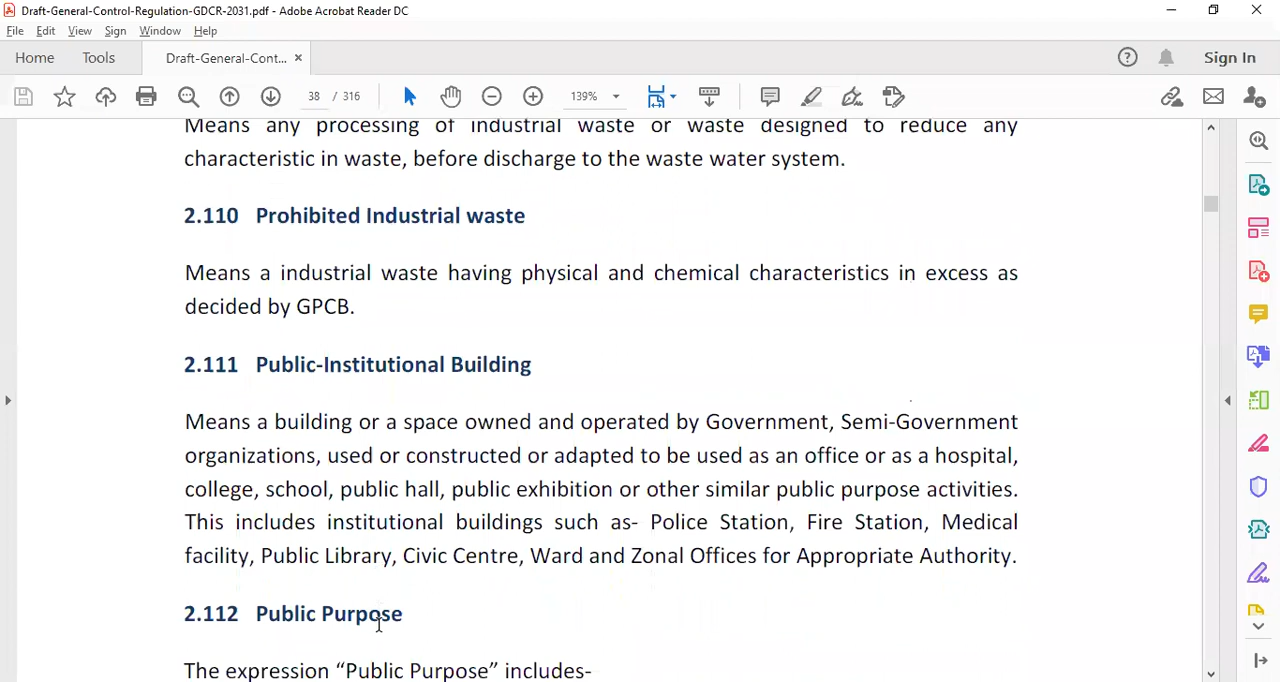 Draft-General-Control-Regulation-GDCR-2031.pdf - Adobe Acrobat Reader DC
File Edit View Sign Window Help
Home Tools Draft-General-Cont... × Sign In
38 / 316 139%
Means any processing of industrial waste or waste designed to reduce any
characteristic in waste, before discharge to the waste water system.
2.110 Prohibited Industrial waste
Means a industrial waste having physical and chemical characteristics in excess as
decided by GPCB.
2.111 Public-Institutional Building
Means a building or a space owned and operated by Government, Semi-Government
organizations, used or constructed or adapted to be used as an office or as a hospital,
college, school, public hall, public exhibition or other similar public purpose activities.
This includes institutional buildings such as- Police Station, Fire Station, Medical
facility, Public Library, Civic Centre, Ward and Zonal Offices for Appropriate Authority.
2.112 Public Purpose
The expression “Public Purpose” includes-